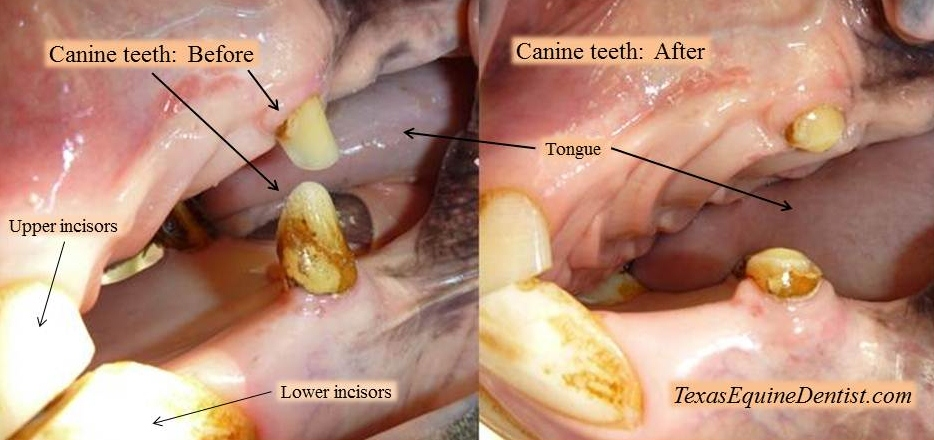 Canine teeth:  Before
Canine teeth:  After
Tongue
Upper incisors
Lower incisors
TexasEquineDentist.com